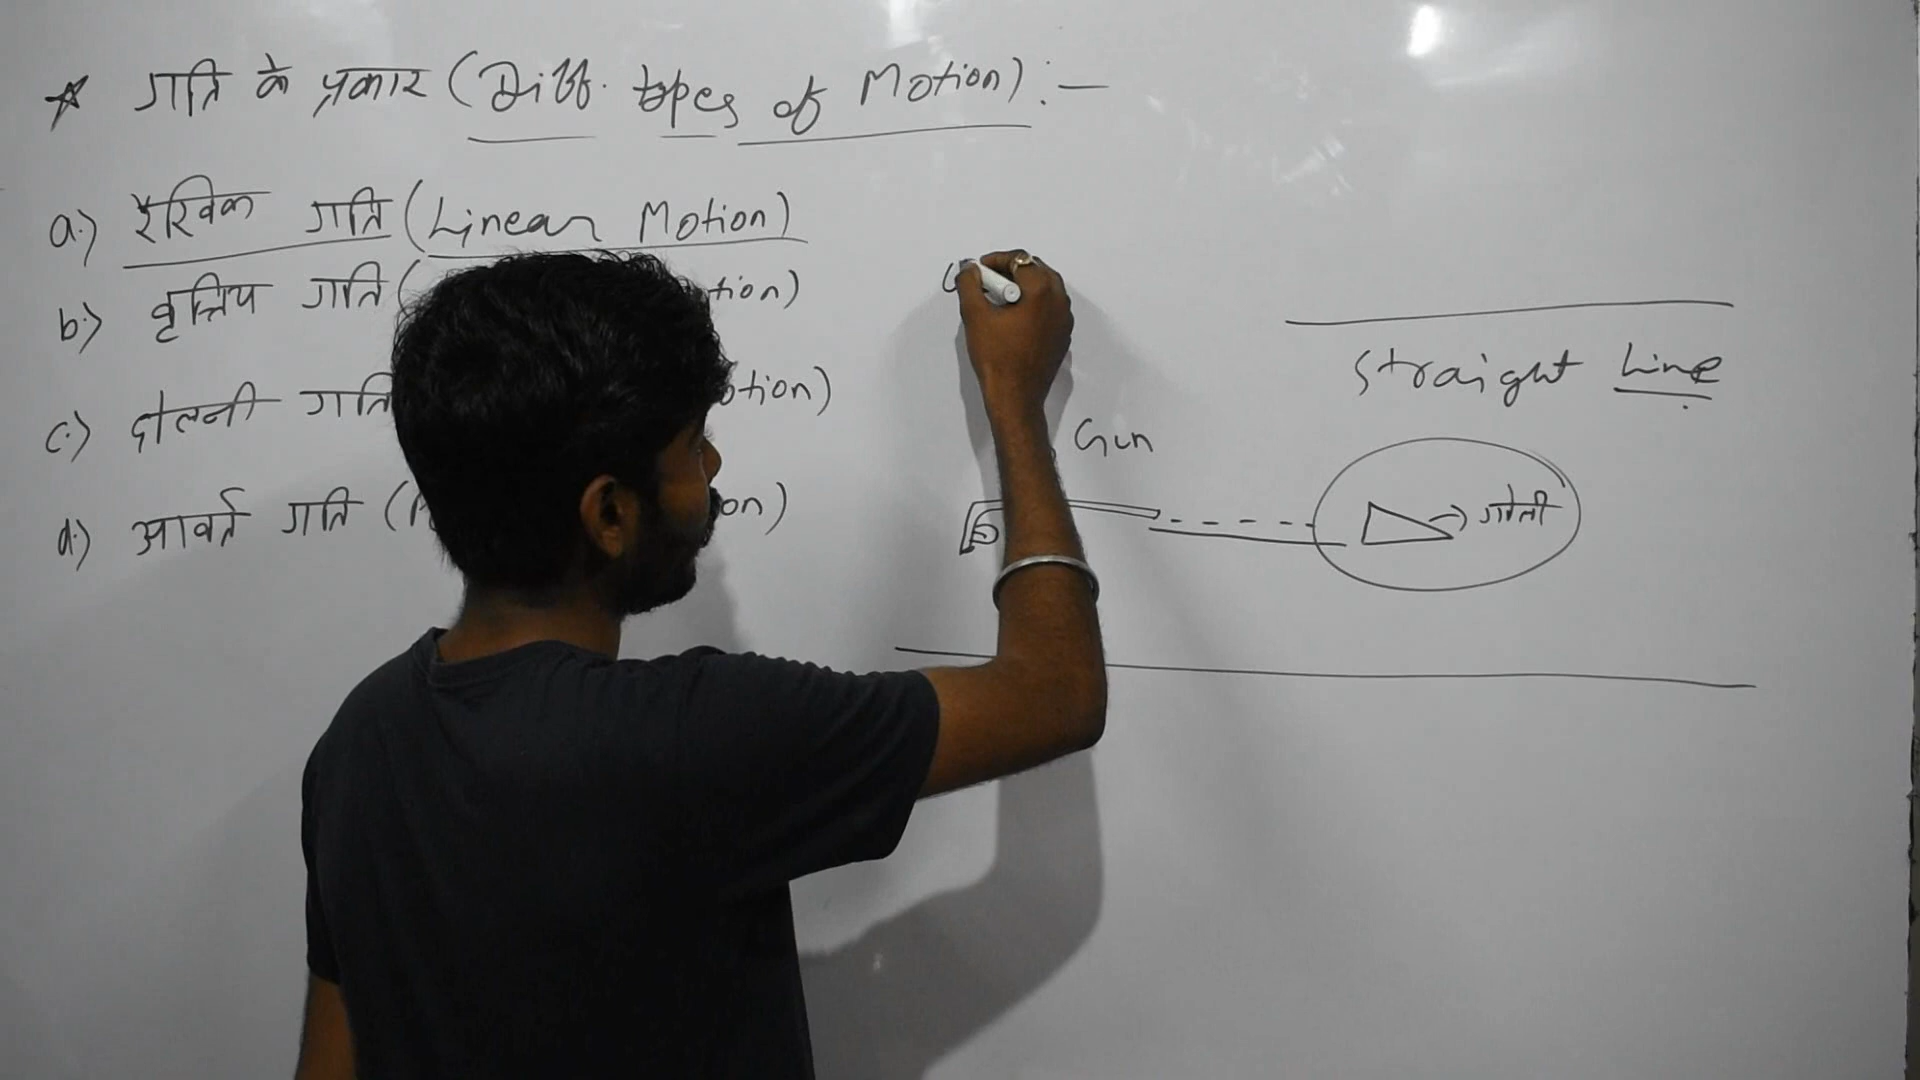 ★ गति के प्रकार (Diff. types of Motion) :-
a.) रैखिक गति (Linear Motion)
b.) वृत्तिय गति ( tion)
c.) दोलनी गति otion)
d.) आवर्त गति ( on)
Straight Line
Gun
गोली